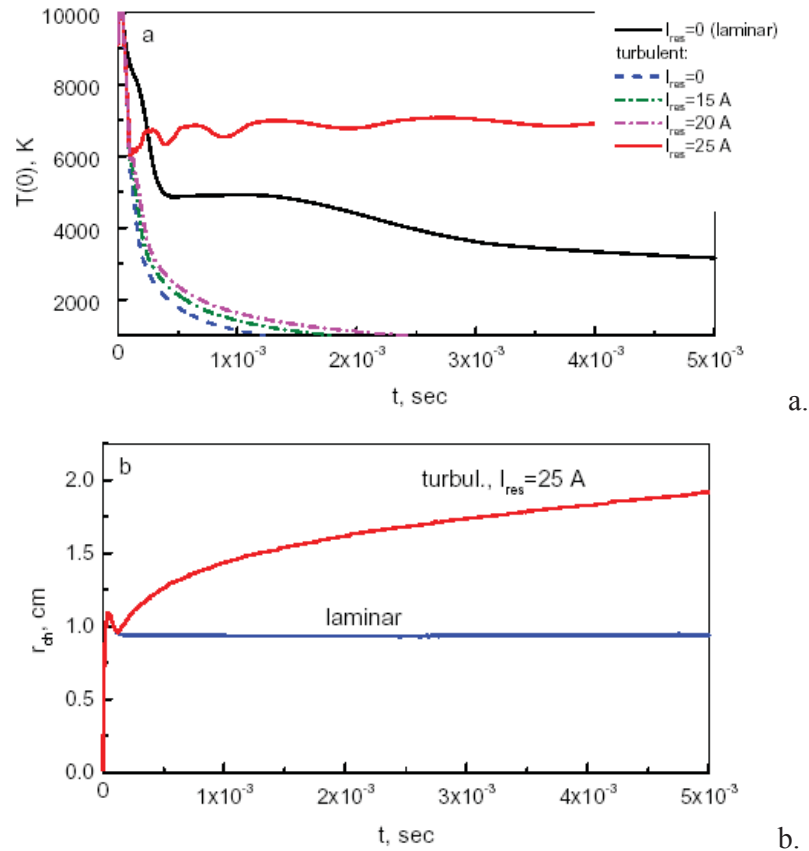 a
10000
8000
6000
4000
2000
T(0), K
I_res=0 (laminar)
turbulent:
I_res=0
I_res=15 A
I_res=20 A
I_res=25 A
0 1x10⁻³ 2x10⁻³ 3x10⁻³ 4x10⁻³ 5x10⁻³
t, sec
a.
b
turbul., I_res=25 A
2.0
1.5
1.0
0.5
0.0
r_ch, cm
laminar
0 1x10⁻³ 2x10⁻³ 3x10⁻³ 4x10⁻³ 5x10⁻³
t, sec
b.